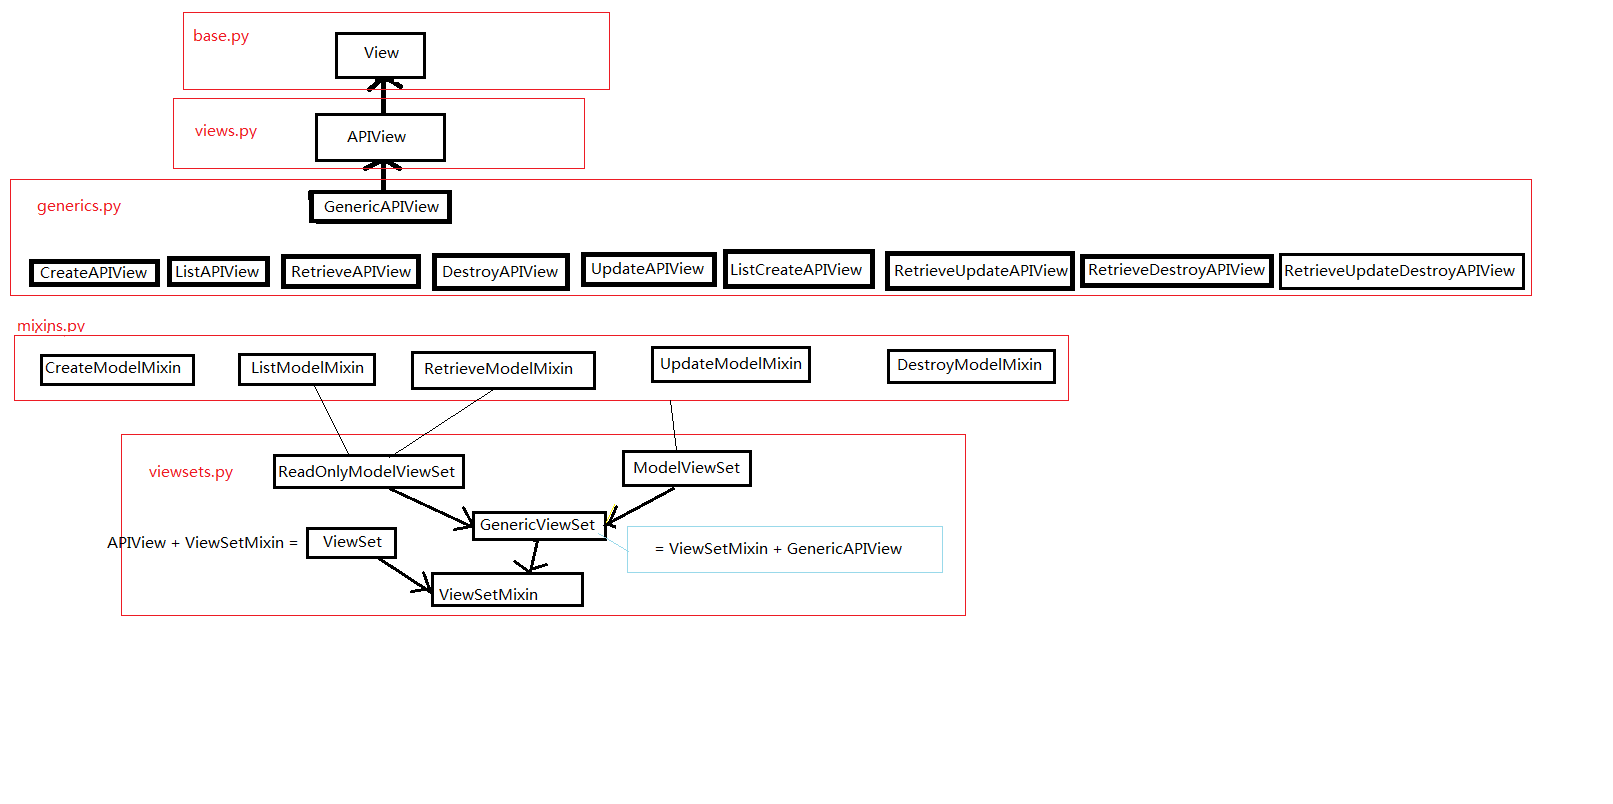 base.py
View
views.py
APIView
generics.py
GenericAPIView
CreateAPIView
ListAPIView
RetrieveAPIView
DestroyAPIView
UpdateAPIView
ListCreateAPIView
RetrieveUpdateAPIView
RetrieveDestroyAPIView
RetrieveUpdateDestroyAPIView
mixins.py
CreateModelMixin
ListModelMixin
RetrieveModelMixin
UpdateModelMixin
DestroyModelMixin
viewsets.py
ReadOnlyModelViewSet
ModelViewSet
GenericViewSet
APIView + ViewSetMixin =
ViewSet
= ViewSetMixin + GenericAPIView
ViewSetMixin